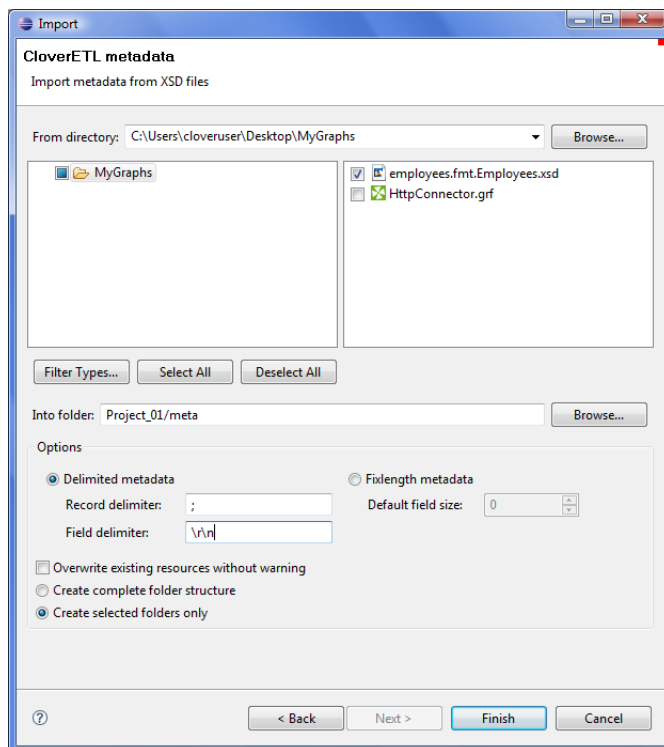 Import
CloverETL metadata
Import metadata from XSD files
From directory: C:\Users\cloveruser\Desktop\MyGraphs Browse...
MyGraphs
employees.fmt.Employees.xsd
HttpConnector.grf
Filter Types... Select All Deselect All
Into folder: Project_01/meta Browse...
Options
Delimited metadata Fixlength metadata
Record delimiter: ; Default field size: 0
Field delimiter: \r\n
Overwrite existing resources without warning
Create complete folder structure
Create selected folders only
? < Back Next > Finish Cancel